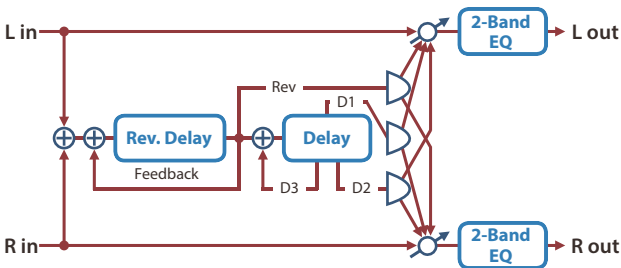 L in
2-Band
EQ
L out
Rev
D1
Rev. Delay
Delay
Feedback
D3
D2
R in
2-Band
EQ
R out